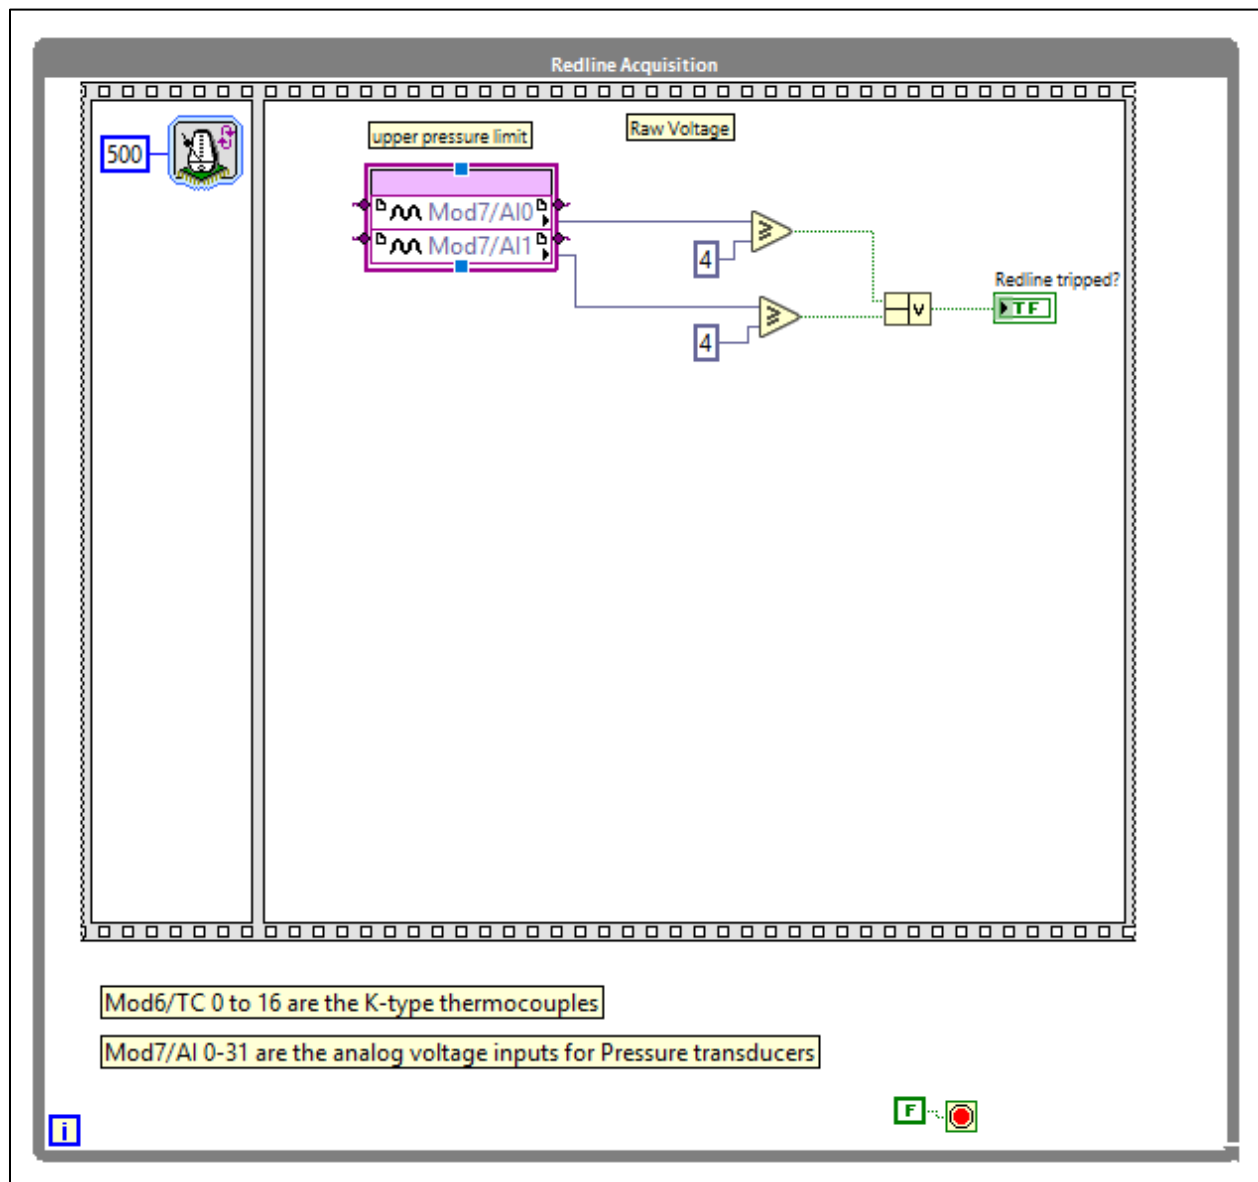 Redline Acquisition
500
upper pressure limit
Raw Voltage
Mod7/AI0
Mod7/AI1
4
4
Redline tripped?
TF
V
Mod6/TC 0 to 16 are the K-type thermocouples
Mod7/AI 0-31 are the analog voltage inputs for Pressure transducers
F
i